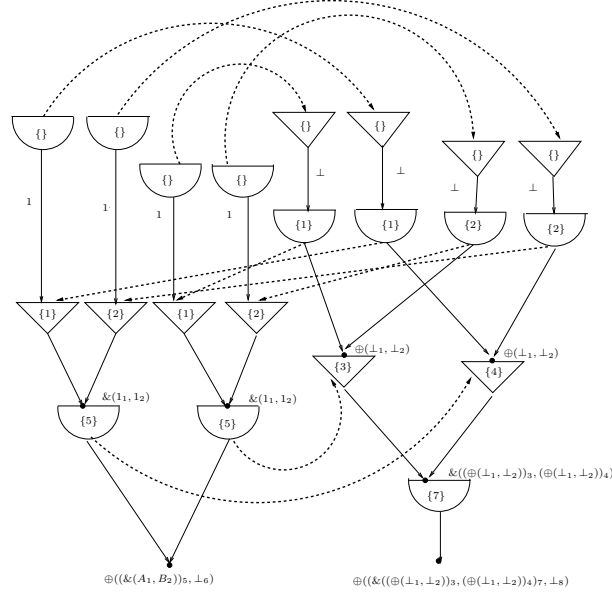 {} {} {} {}
{} {} {} {}
⊥ ⊥ ⊥ ⊥
1 1 1 1
{1} {1} {2} {2}
{1} {2} {1} {2}
⊕(⊥₁, ⊥₂) ⊕(⊥₁, ⊥₂)
{3} {4}
&(1₁, 1₂) &(1₁, 1₂)
{5} {5}
&((⊕(⊥₁, ⊥₂))₃, (⊕(⊥₁, ⊥₂))₄)
{7}
⊕((&(A₁, B₂))₅, ⊥₆) ⊕((&((⊕(⊥₁, ⊥₂))₃, (⊕(⊥₁, ⊥₂))₄)₇, ⊥₈)